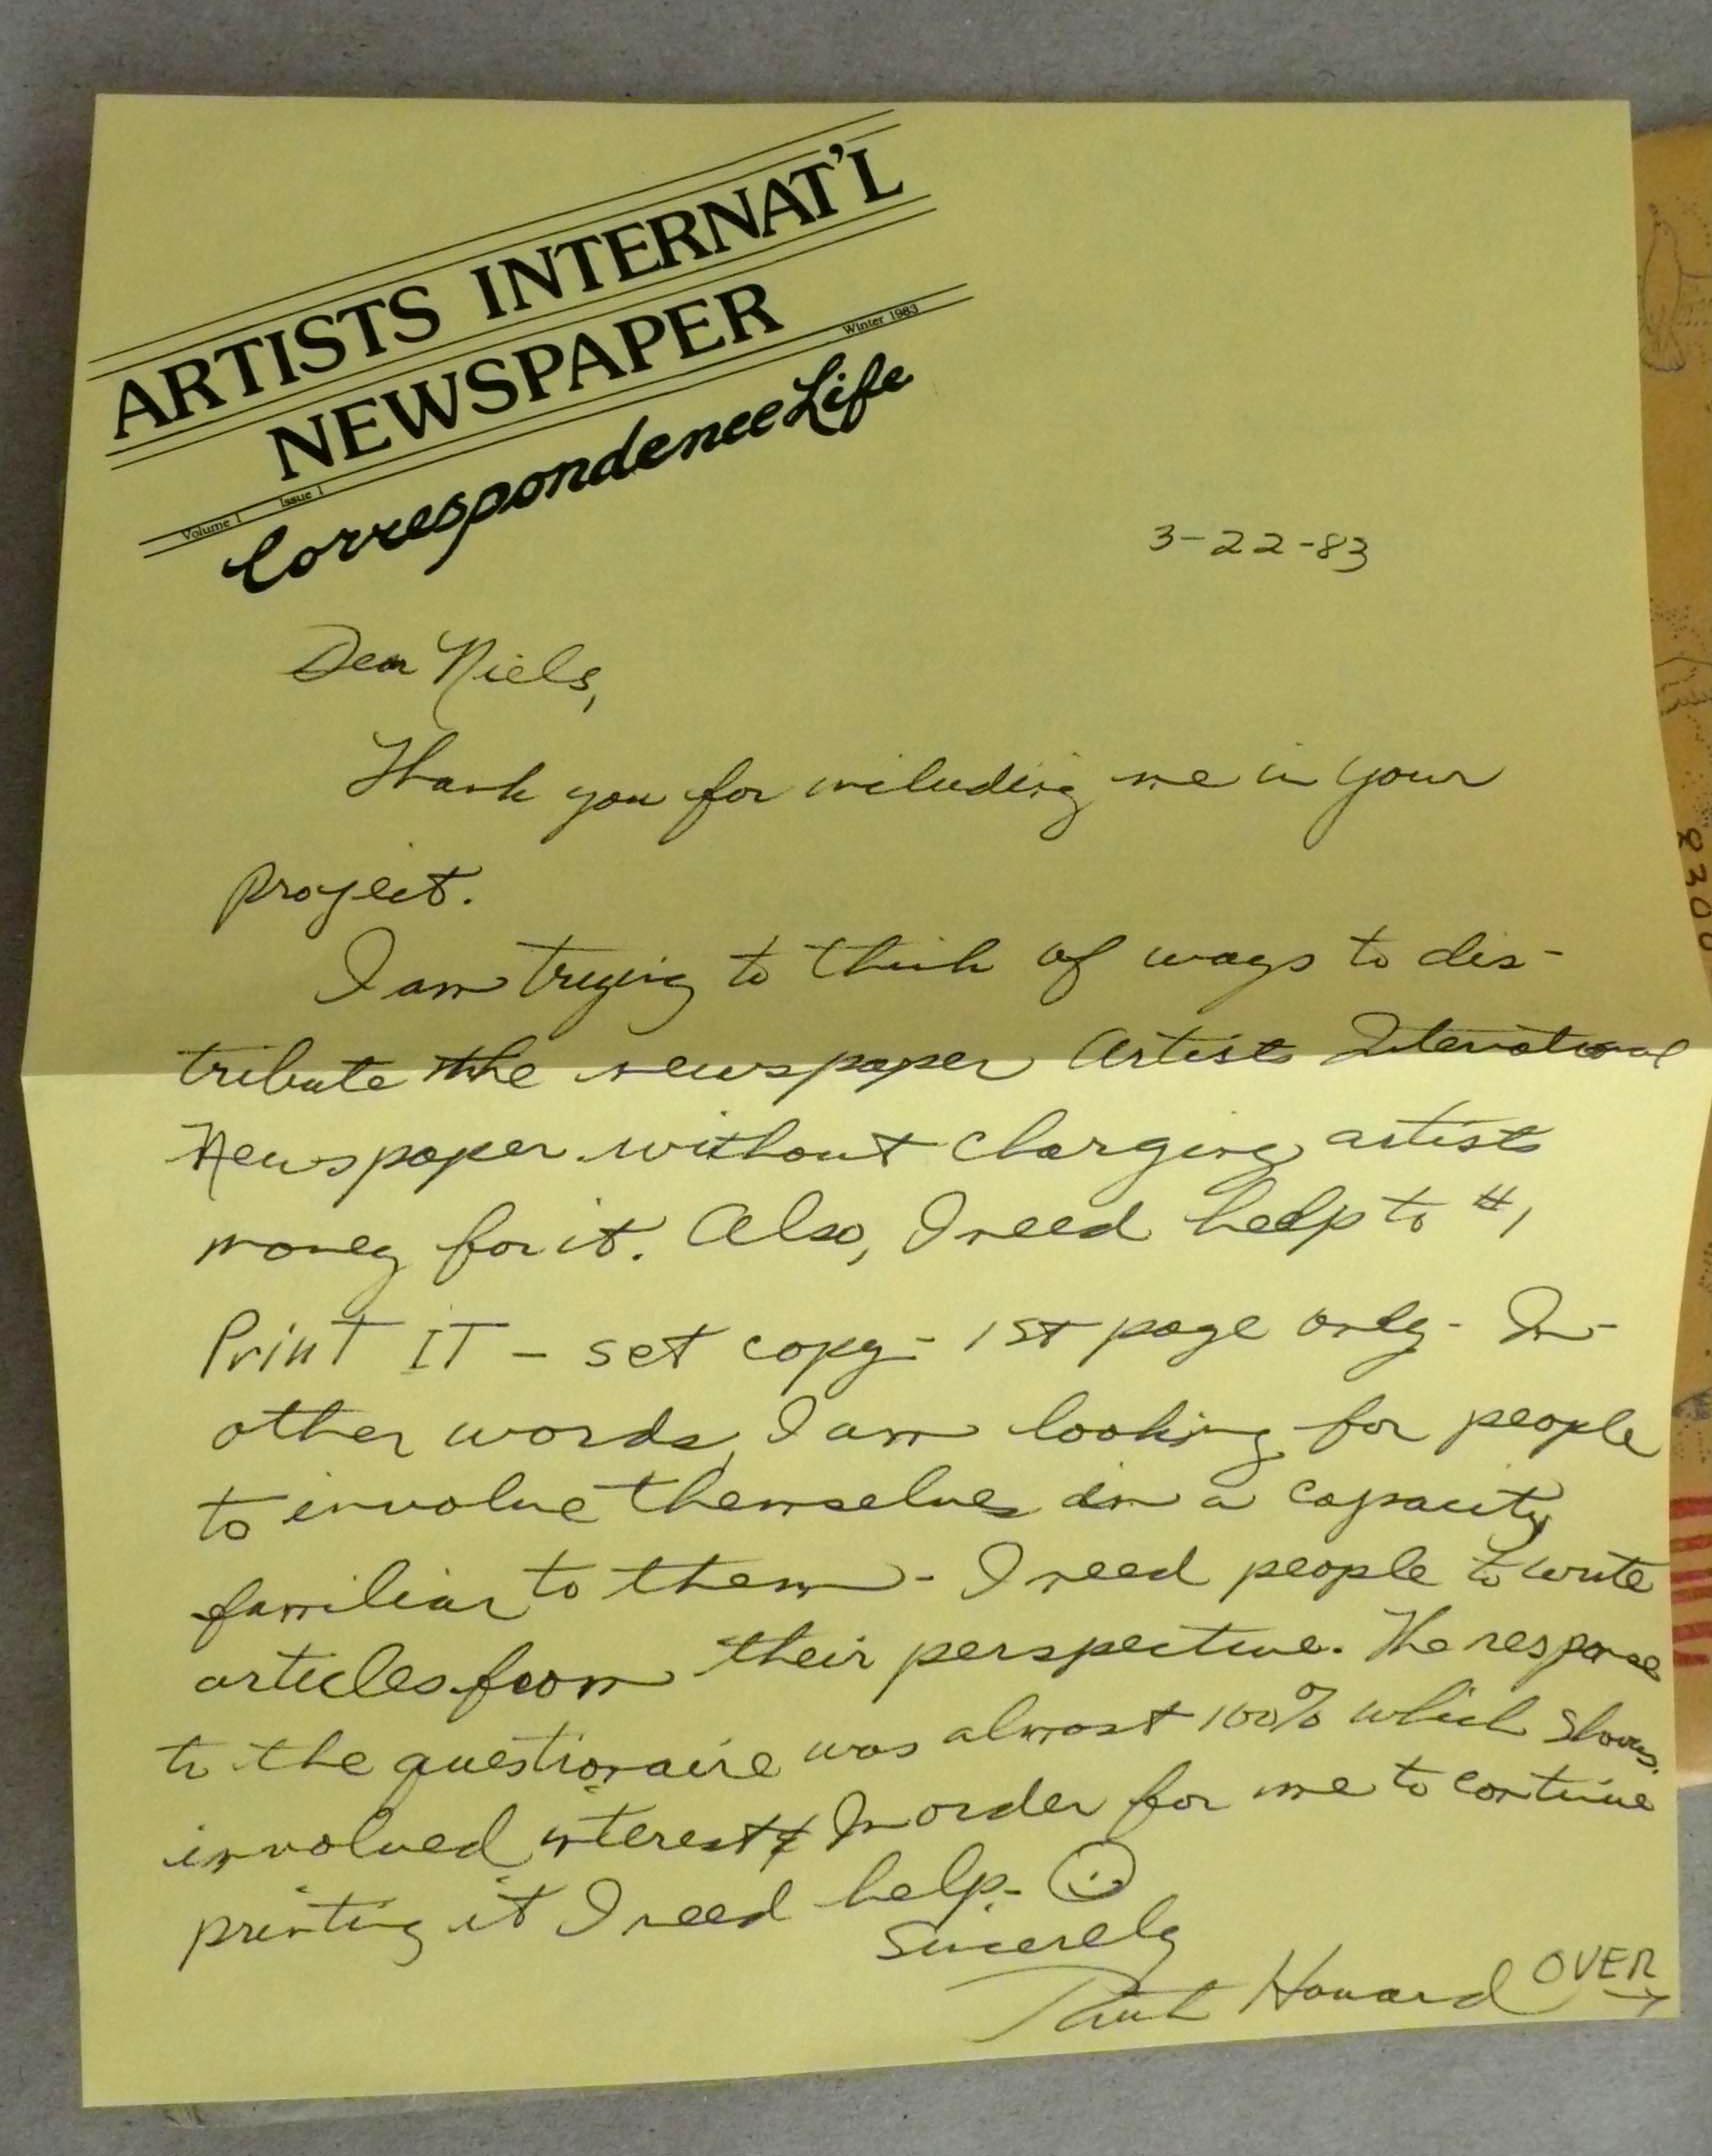 ARTISTS INTERNAT'L
NEWSPAPER
Volume 1 Issue 1 Winter 1983
Correspondence Life
3-22-83
Dear Niels,
Thank you for including me in your
project.
I am trying to think of ways to dis-
tribute the newspaper Artists International
Newspaper without charging artists
money for it. Also, I need help to #1
Print IT - set copy - 1st page only - In
other words, I am looking for people
to involve themselves in a capacity
familiar to them - I need people to write
articles from their perspective. The response
to the questionaire was almost 100% which shows
involved interest & In order for me to continue
printing it I need help -
Sincerely
Howard OVER
2300